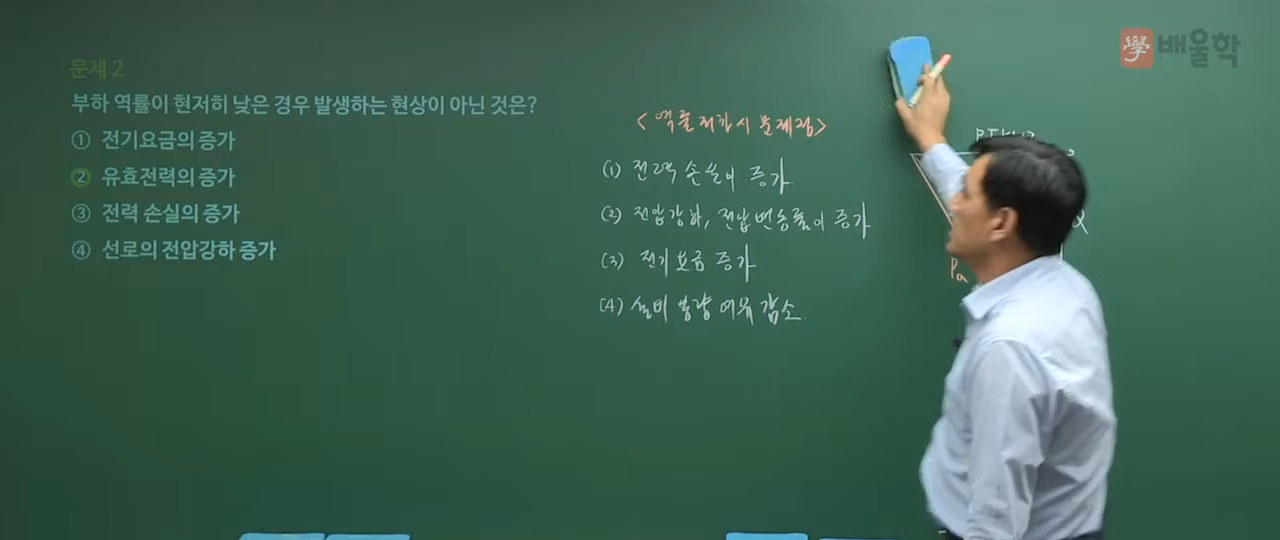 學 배울학
문제 2
부하 역률이 현저히 낮은 경우 발생하는 현상이 아닌 것은?
① 전기요금의 증가
② 유효전력의 증가
③ 전력 손실의 증가
④ 선로의 전압강하 증가
<역률저하 시 문제점>
(1) 전력 손실이 증가.
(2) 전압강하, 전압변동률이 증가
(3) 전기요금 증가
(4) 설비용량 여유 감소.
Pa